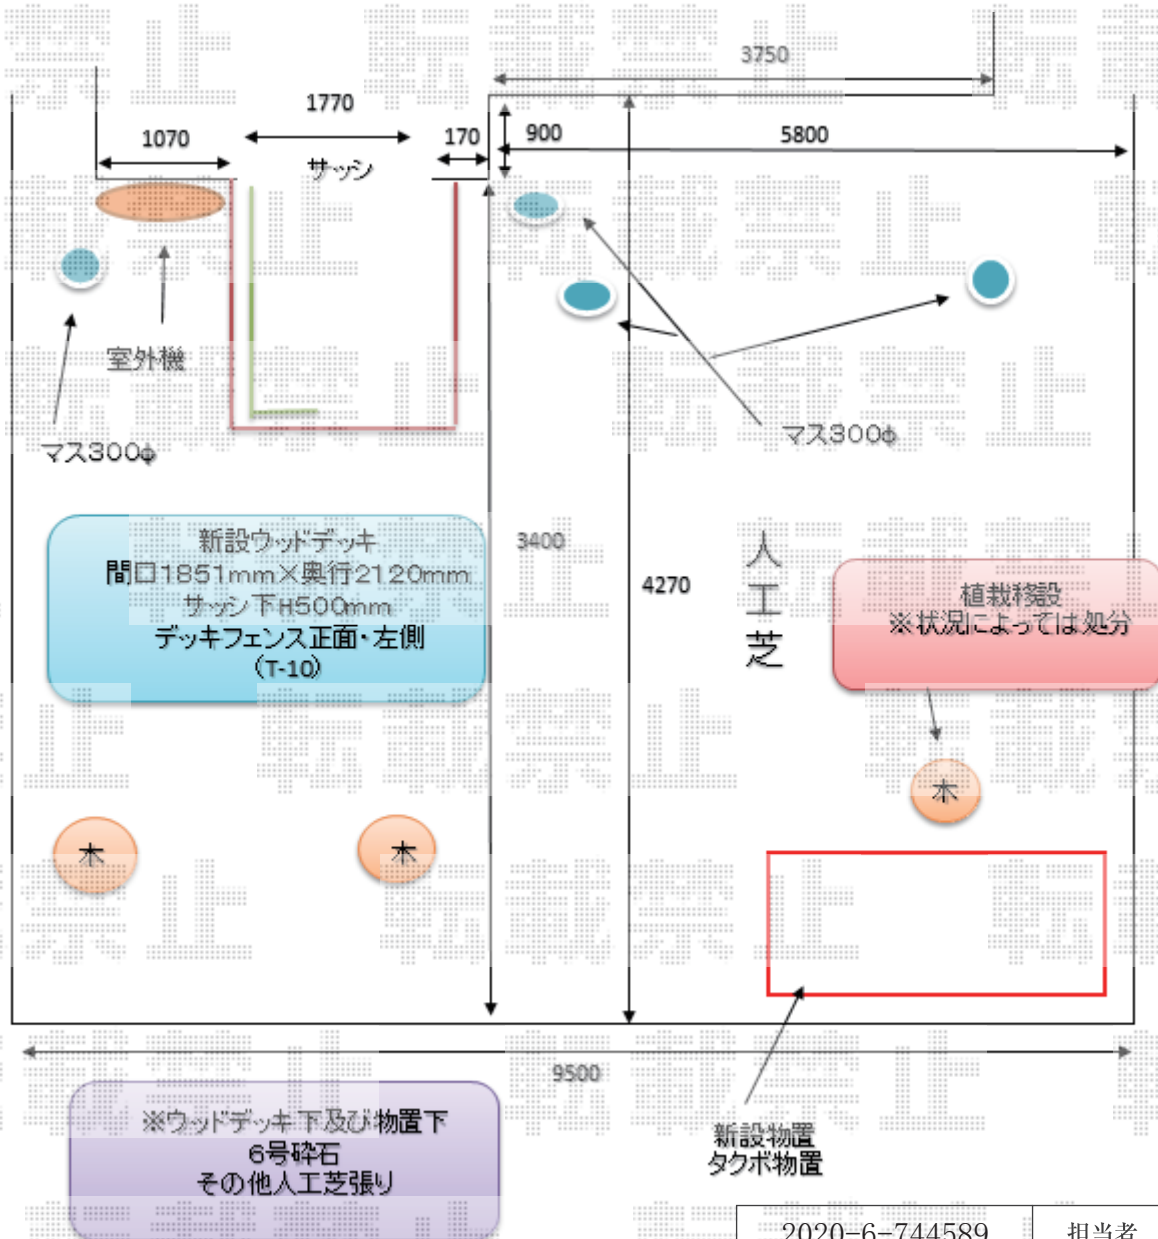 3750
1770
1070
170
900
5800
サッシ
室外機
マス300φ
マス300φ
新設ウッドデッキ
間口1851mm×奥行2120mm
サッシ下H500mm
デッキフェンス正面・左側
(T-10)
3400
4270
人工芝
植栽移設
※状況によっては処分
木
木
木
9500
※ウッドデッキ下及び物置下
6号砕石
その他人工芝張り
新設物置
タクボ物置
2020-6-744589
担当者
転載禁止